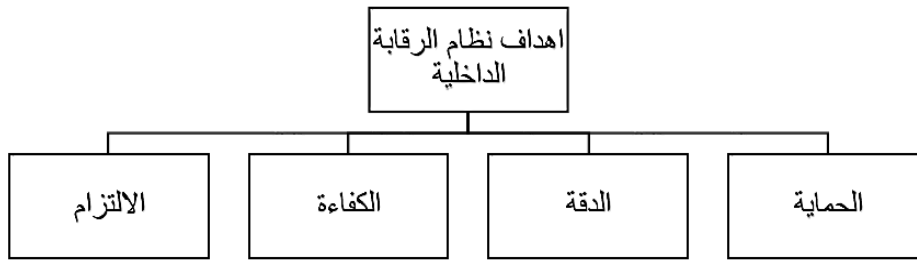 اهداف نظام الرقابة
الداخلية
الحماية
الدقة
الكفاءة
الالتزام